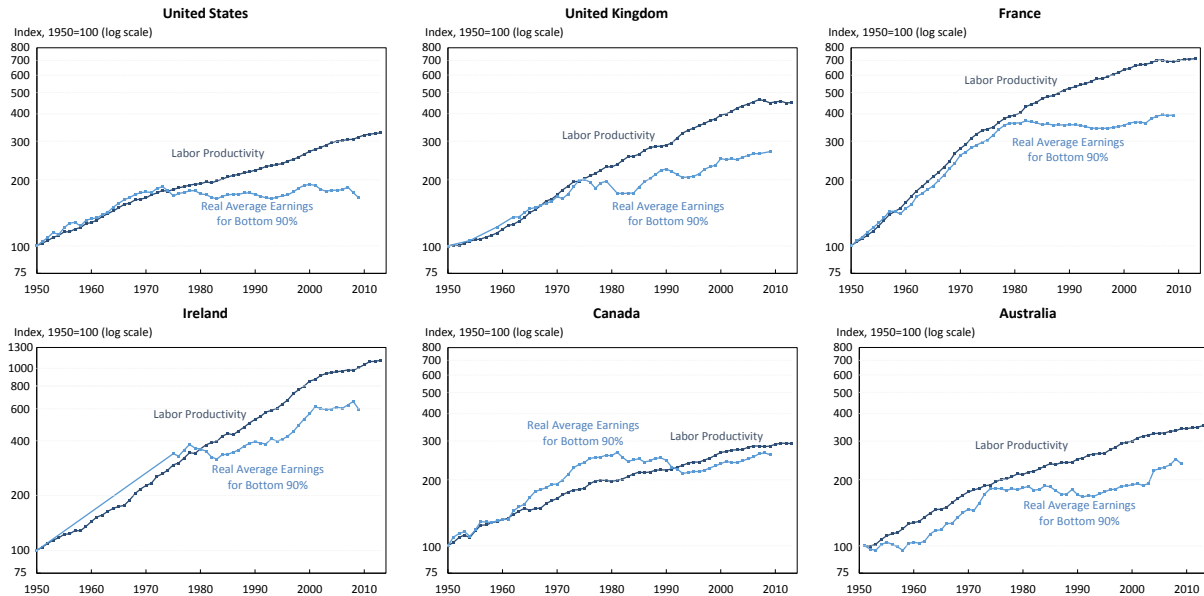 United States
Index, 1950=100 (log scale)
800
700
600
500
400
300
200
100
75
Labor Productivity
Real Average Earnings
for Bottom 90%
1950 1960 1970 1980 1990 2000 2010
United Kingdom
Index, 1950=100 (log scale)
800
700
600
500
400
300
200
100
75
Labor Productivity
Real Average Earnings
for Bottom 90%
1950 1960 1970 1980 1990 2000 2010
France
Index, 1950=100 (log scale)
800
700
600
500
400
300
200
100
75
Labor Productivity
Real Average Earnings
for Bottom 90%
1950 1960 1970 1980 1990 2000 2010
Ireland
Index, 1950=100 (log scale)
1300
1000
800
600
400
200
100
75
Labor Productivity
Real Average Earnings
for Bottom 90%
1950 1960 1970 1980 1990 2000 2010
Canada
Index, 1950=100 (log scale)
800
700
600
500
400
300
200
100
75
Real Average Earnings
for Bottom 90%
Labor Productivity
1950 1960 1970 1980 1990 2000 2010
Australia
Index, 1950=100 (log scale)
800
700
600
500
400
300
200
100
75
Labor Productivity
Real Average Earnings
for Bottom 90%
1950 1960 1970 1980 1990 2000 2010